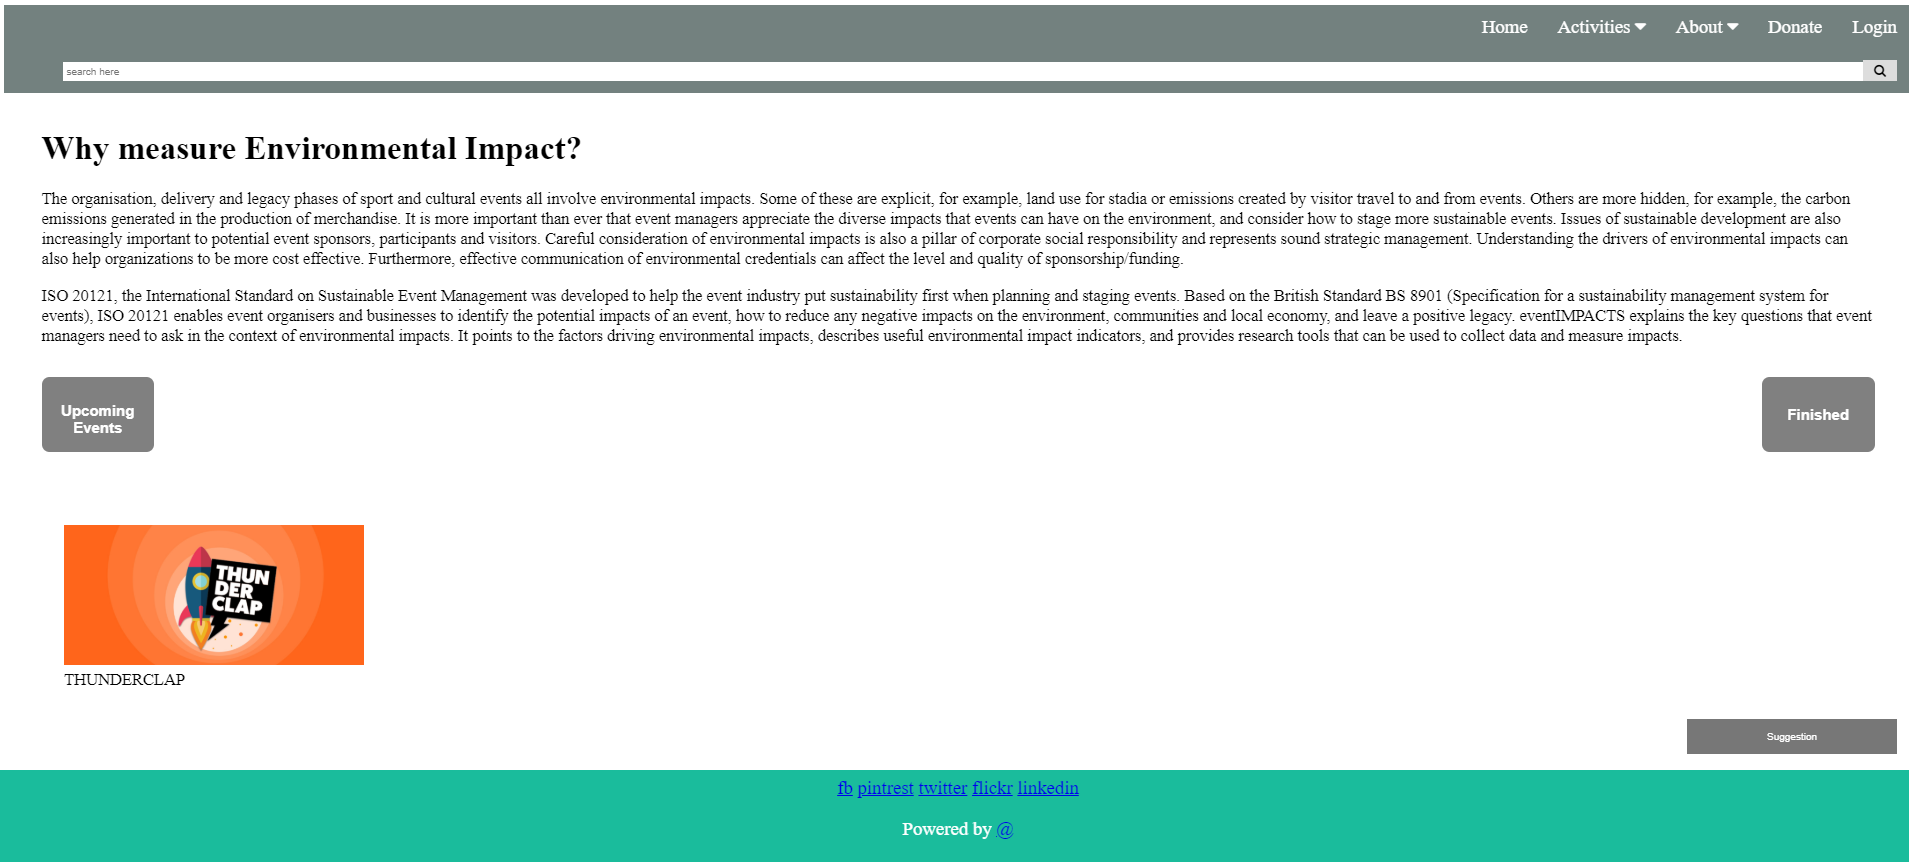 Home Activities About Donate Login
search here
Why measure Environmental Impact?
The organisation, delivery and legacy phases of sport and cultural events all involve environmental impacts. Some of these are explicit, for example, land use for stadia or emissions created by visitor travel to and from events. Others are more hidden, for example, the carbon
emissions generated in the production of merchandise. It is more important than ever that event managers appreciate the diverse impacts that events can have on the environment, and consider how to stage more sustainable events. Issues of sustainable development are also
increasingly important to potential event sponsors, participants and visitors. Careful consideration of environmental impacts is also a pillar of corporate social responsibility and represents sound strategic management. Understanding the drivers of environmental impacts can
also help organizations to be more cost effective. Furthermore, effective communication of environmental credentials can affect the level and quality of sponsorship/funding.
ISO 20121, the International Standard on Sustainable Event Management was developed to help the event industry put sustainability first when planning and staging events. Based on the British Standard BS 8901 (Specification for a sustainability management system for
events), ISO 20121 enables event organisers and businesses to identify the potential impacts of an event, how to reduce any negative impacts on the environment, communities and local economy, and leave a positive legacy. eventIMPACTS explains the key questions that event
managers need to ask in the context of environmental impacts. It points to the factors driving environmental impacts, describes useful environmental impact indicators, and provides research tools that can be used to collect data and measure impacts.
Upcoming
Events
Finished
THUN
DER
CLAP
THUNDERCLAP
Suggestion
fb pintrest twitter flickr linkedin
Powered by @